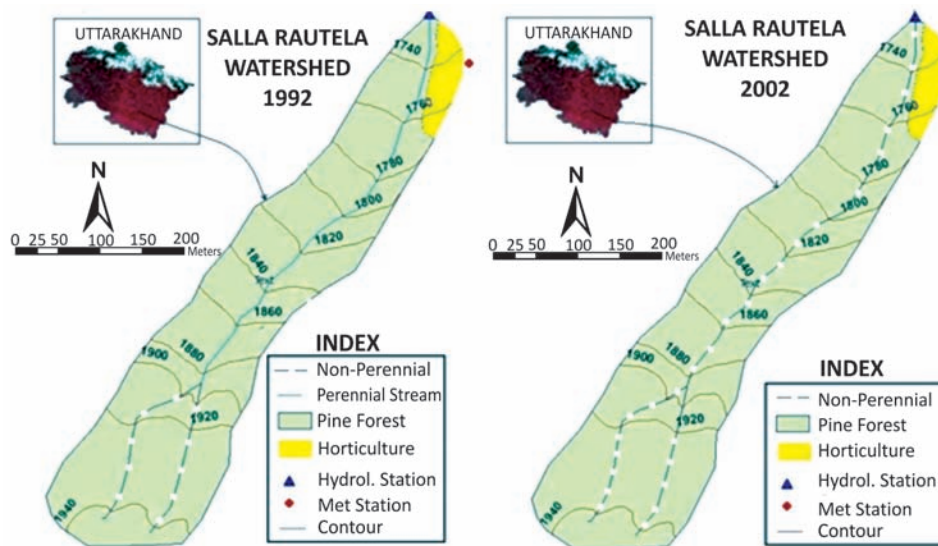 UTTARAKHAND
SALLA RAUTELA
WATERSHED
1992
1740
1760
1780
1800
1820
1840
1860
1880
1900
1920
1940
N
0 25 50 100 150 200
Meters
INDEX
Non-Perennial
Perennial Stream
Pine Forest
Horticulture
Hydrol. Station
Met Station
Contour
UTTARAKHAND
SALLA RAUTELA
WATERSHED
2002
1740
1760
1780
1800
1820
1840
1860
1880
1900
1920
1940
N
0 25 50 100 150 200
Meters
INDEX
Non-Perennial
Pine Forest
Horticulture
Hydrol. Station
Met Station
Contour